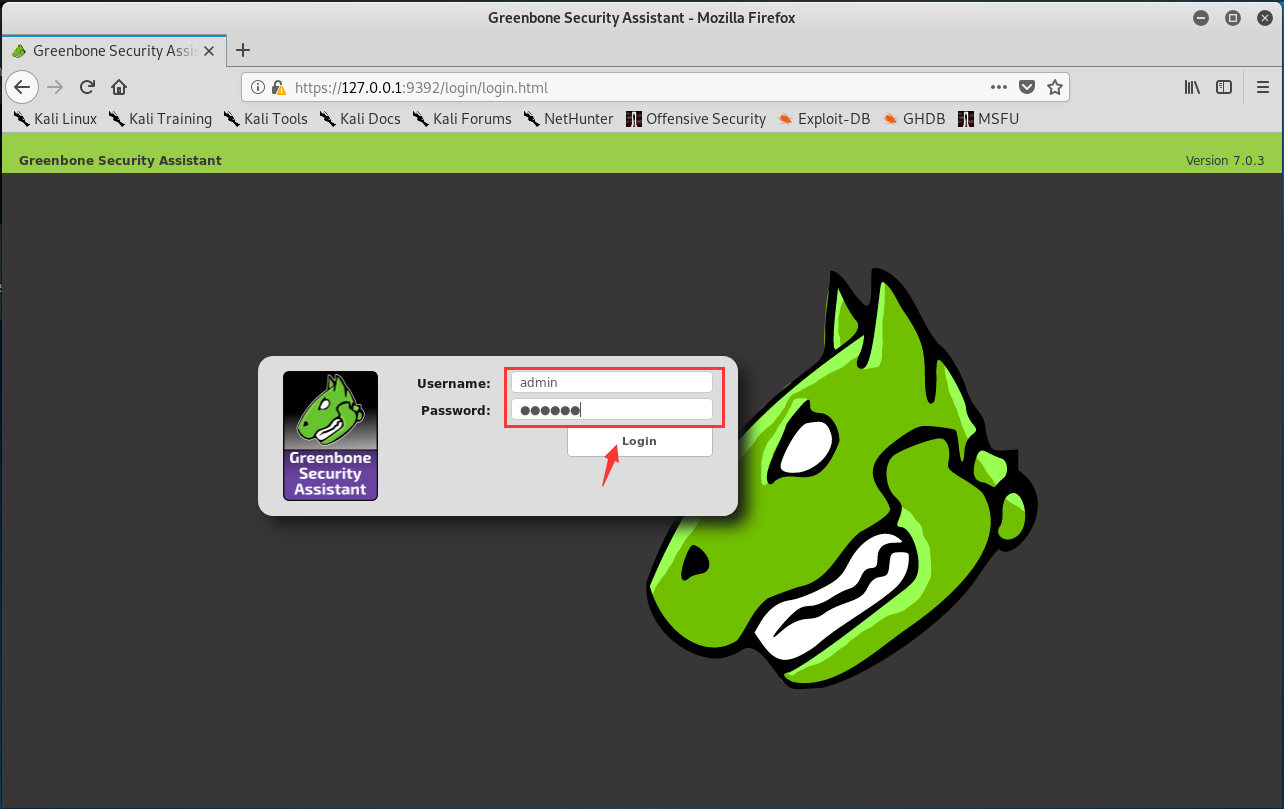 Greenbone Security Assistant - Mozilla Firefox
Greenbone Security Assis
https://127.0.0.1:9392/login/login.html
Kali Linux Kali Training Kali Tools Kali Docs Kali Forums NetHunter Offensive Security Exploit-DB GHDB MSFU
Greenbone Security Assistant Version 7.0.3
Username: admin
Password: ●●●●●●
Login
Greenbone
Security
Assistant